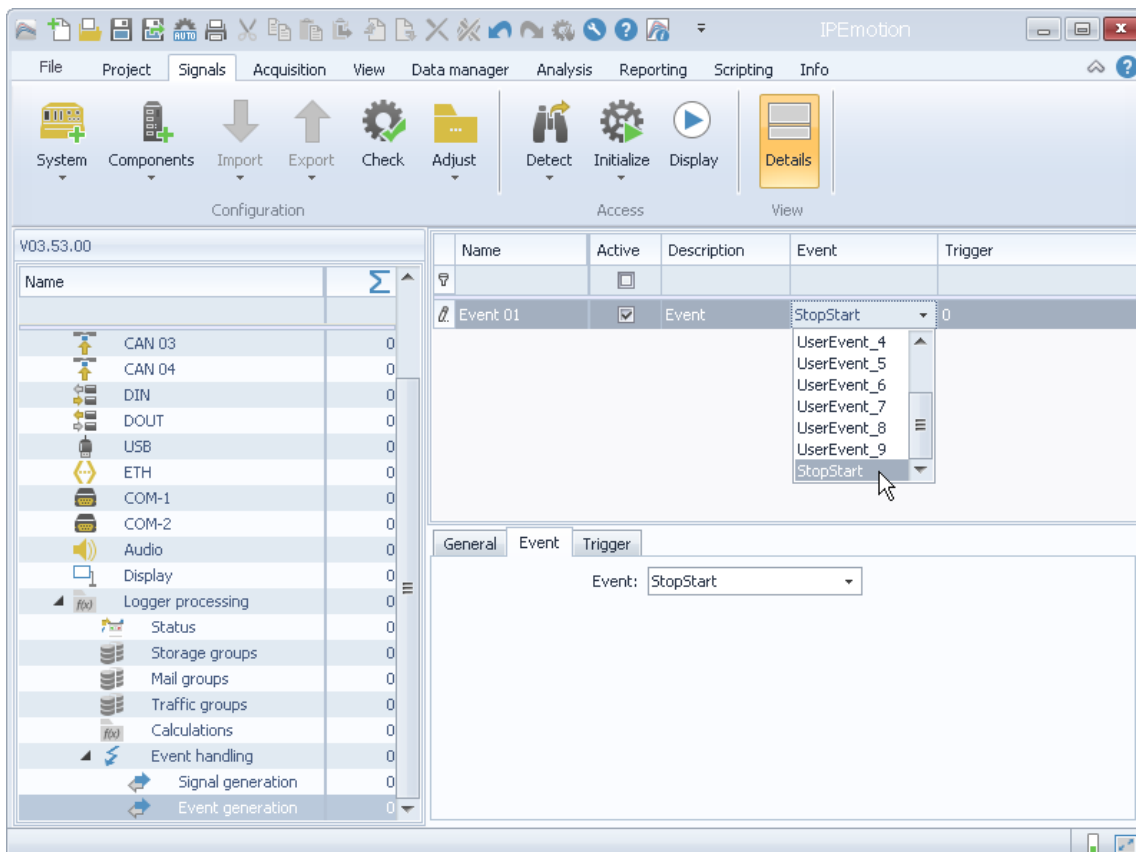 AUTO
IPEmotion
File Project Signals Acquisition View Data manager Analysis Reporting Scripting Info
System Components Import Export Check Adjust Detect Initialize Display Details
Configuration Access View
V03.53.00
Name Active Description Event Trigger
Name Σ
Event 01 Event StopStart 0
CAN 03 0
UserEvent_4
CAN 04 0
UserEvent_5
UserEvent_6
DIN 0
UserEvent_7
DOUT 0
UserEvent_8
USB 0
UserEvent_9
ETH 0
StopStart
COM-1 0
COM-2 0
General Event Trigger
Audio 0
Display 0
Event: StopStart
f(x) Logger processing 0
Status 0
Storage groups 0
Mail groups 0
Traffic groups 0
f(x) Calculations 0
Event handling 0
Signal generation 0
Event generation 0